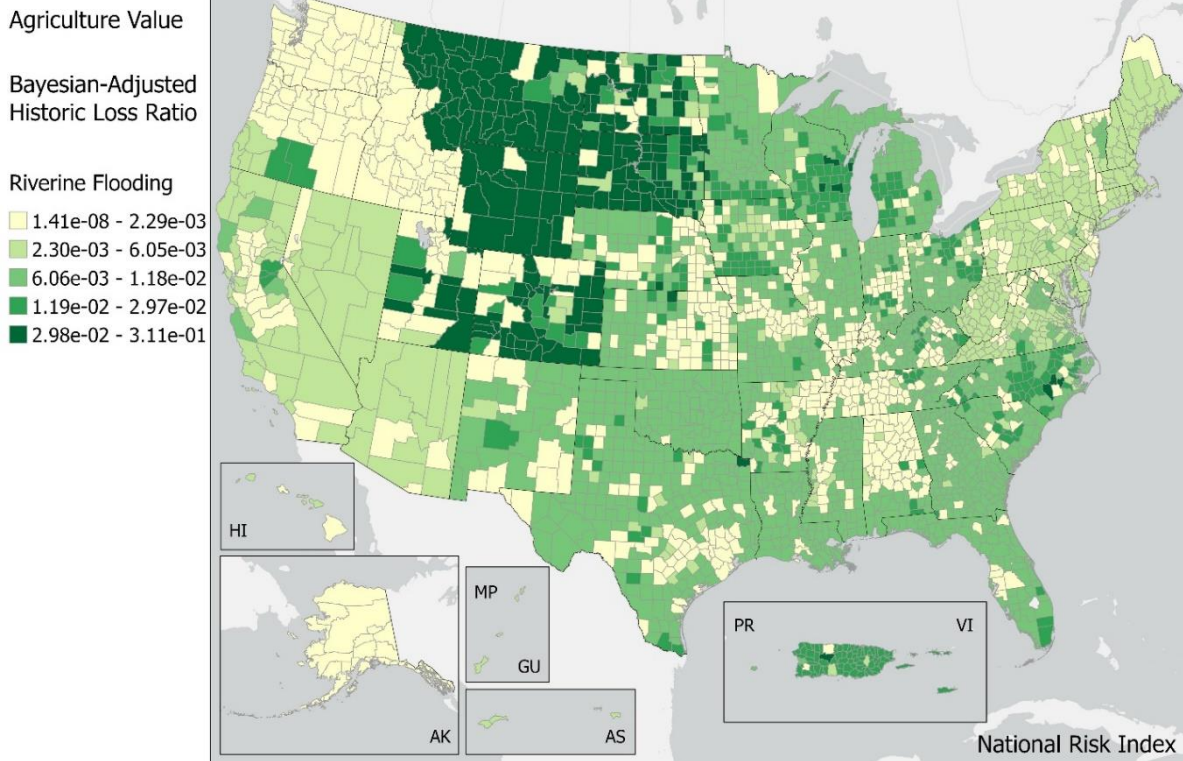 Agriculture Value
Bayesian-Adjusted
Historic Loss Ratio
Riverine Flooding
1.41e-08 - 2.29e-03
2.30e-03 - 6.05e-03
6.06e-03 - 1.18e-02
1.19e-02 - 2.97e-02
2.98e-02 - 3.11e-01
HI
AK
MP
GU
AS
PR
VI
National Risk Index